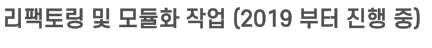 리팩토링 및 모듈화 작업 (2019 부터 진행 중)